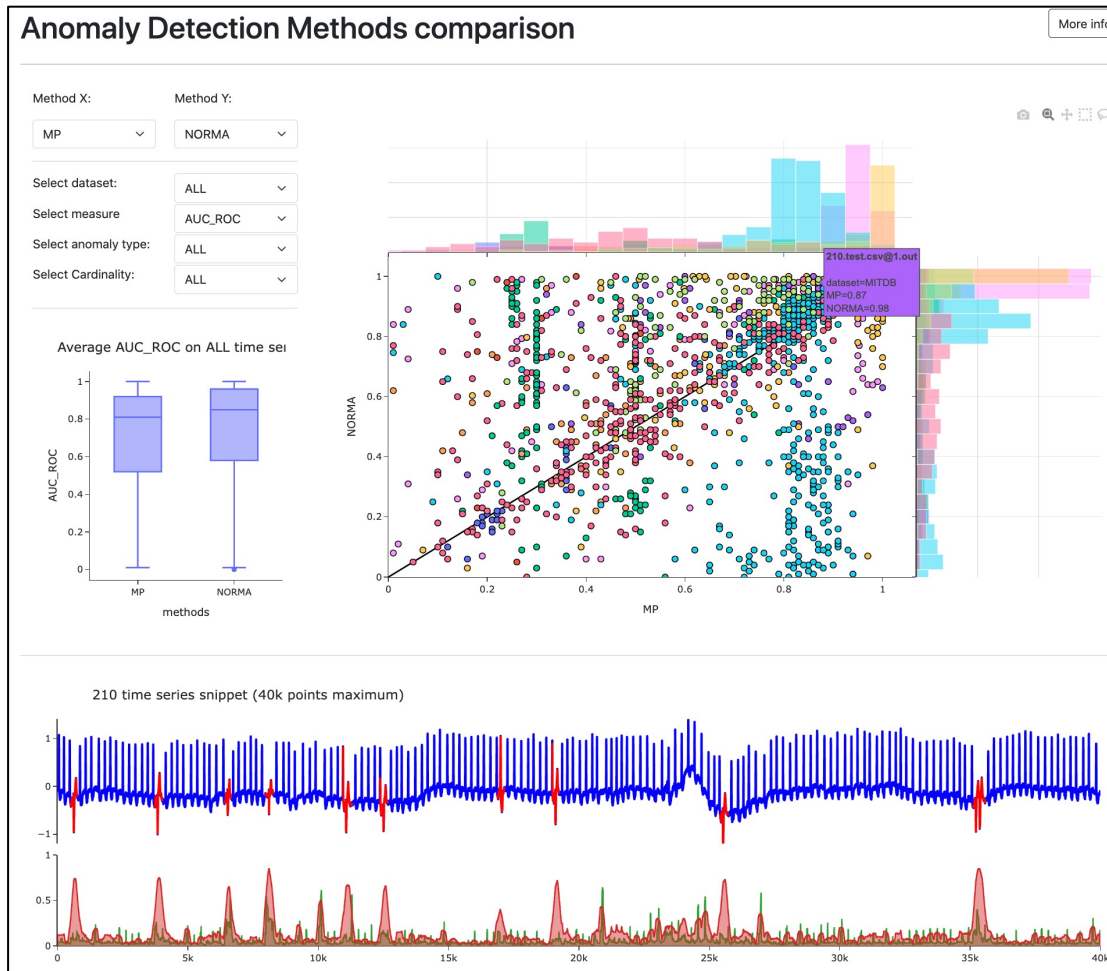 Anomaly Detection Methods comparison
More info
Method X:
Method Y:
MP
NORMA
Select dataset:
ALL
Select measure
AUC_ROC
Select anomaly type:
ALL
Select Cardinality:
ALL
Average AUC_ROC on ALL time ser
1
0.8
0.6
0.4
0.2
0
AUC_ROC
MP
NORMA
methods
210.test.csv@1.out
dataset=MITDB
MP=0.87
NORMA=0.98
1
0.8
0.6
0.4
0.2
0
NORMA
0
0.2
0.4
0.6
0.8
1
MP
210 time series snippet (40k points maximum)
1
0
−1
1
0.5
0
0
5k
10k
15k
20k
25k
30k
35k
40k